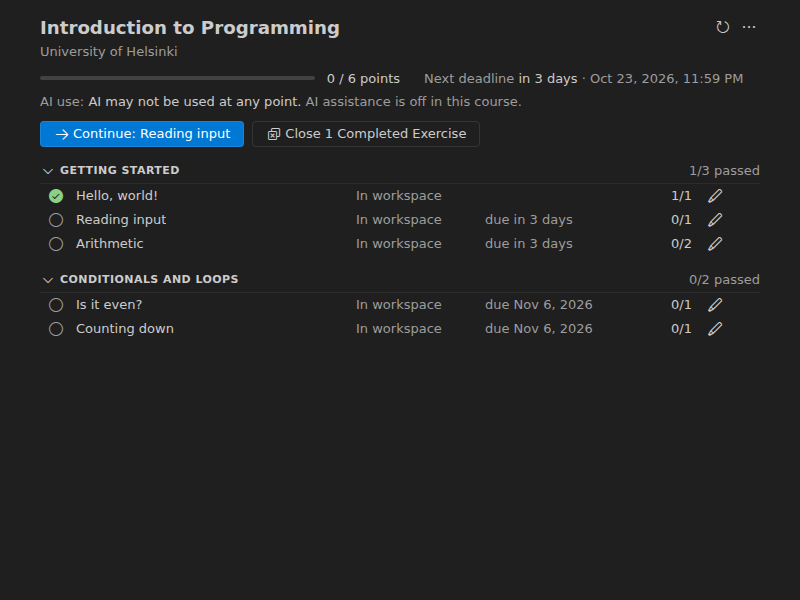 Introduction to Programming
University of Helsinki
0 / 6 points Next deadline in 3 days · Oct 23, 2026, 11:59 PM
AI use: AI may not be used at any point. AI assistance is off in this course.
Continue: Reading input Close 1 Completed Exercise
GETTING STARTED 1/3 passed
Hello, world! In workspace 1/1
Reading input In workspace due in 3 days 0/1
Arithmetic In workspace due in 3 days 0/2
CONDITIONALS AND LOOPS 0/2 passed
Is it even? In workspace due Nov 6, 2026 0/1
Counting down In workspace due Nov 6, 2026 0/1